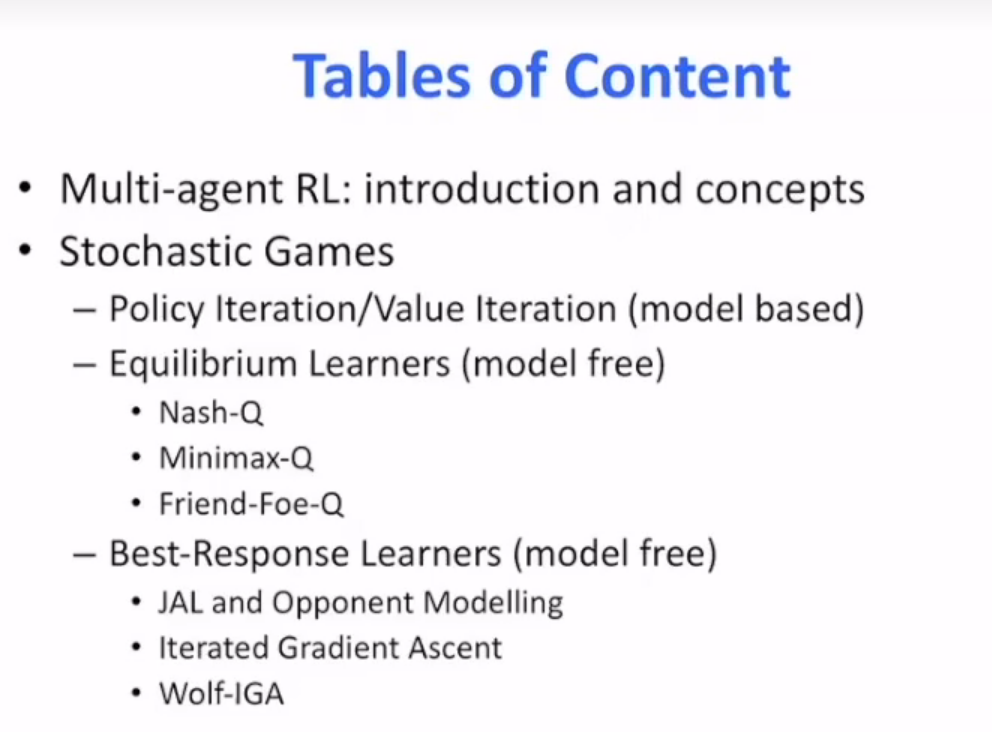 Tables of Content
• Multi-agent RL: introduction and concepts
• Stochastic Games
– Policy Iteration/Value Iteration (model based)
– Equilibrium Learners (model free)
• Nash-Q
• Minimax-Q
• Friend-Foe-Q
– Best-Response Learners (model free)
• JAL and Opponent Modelling
• Iterated Gradient Ascent
• Wolf-IGA